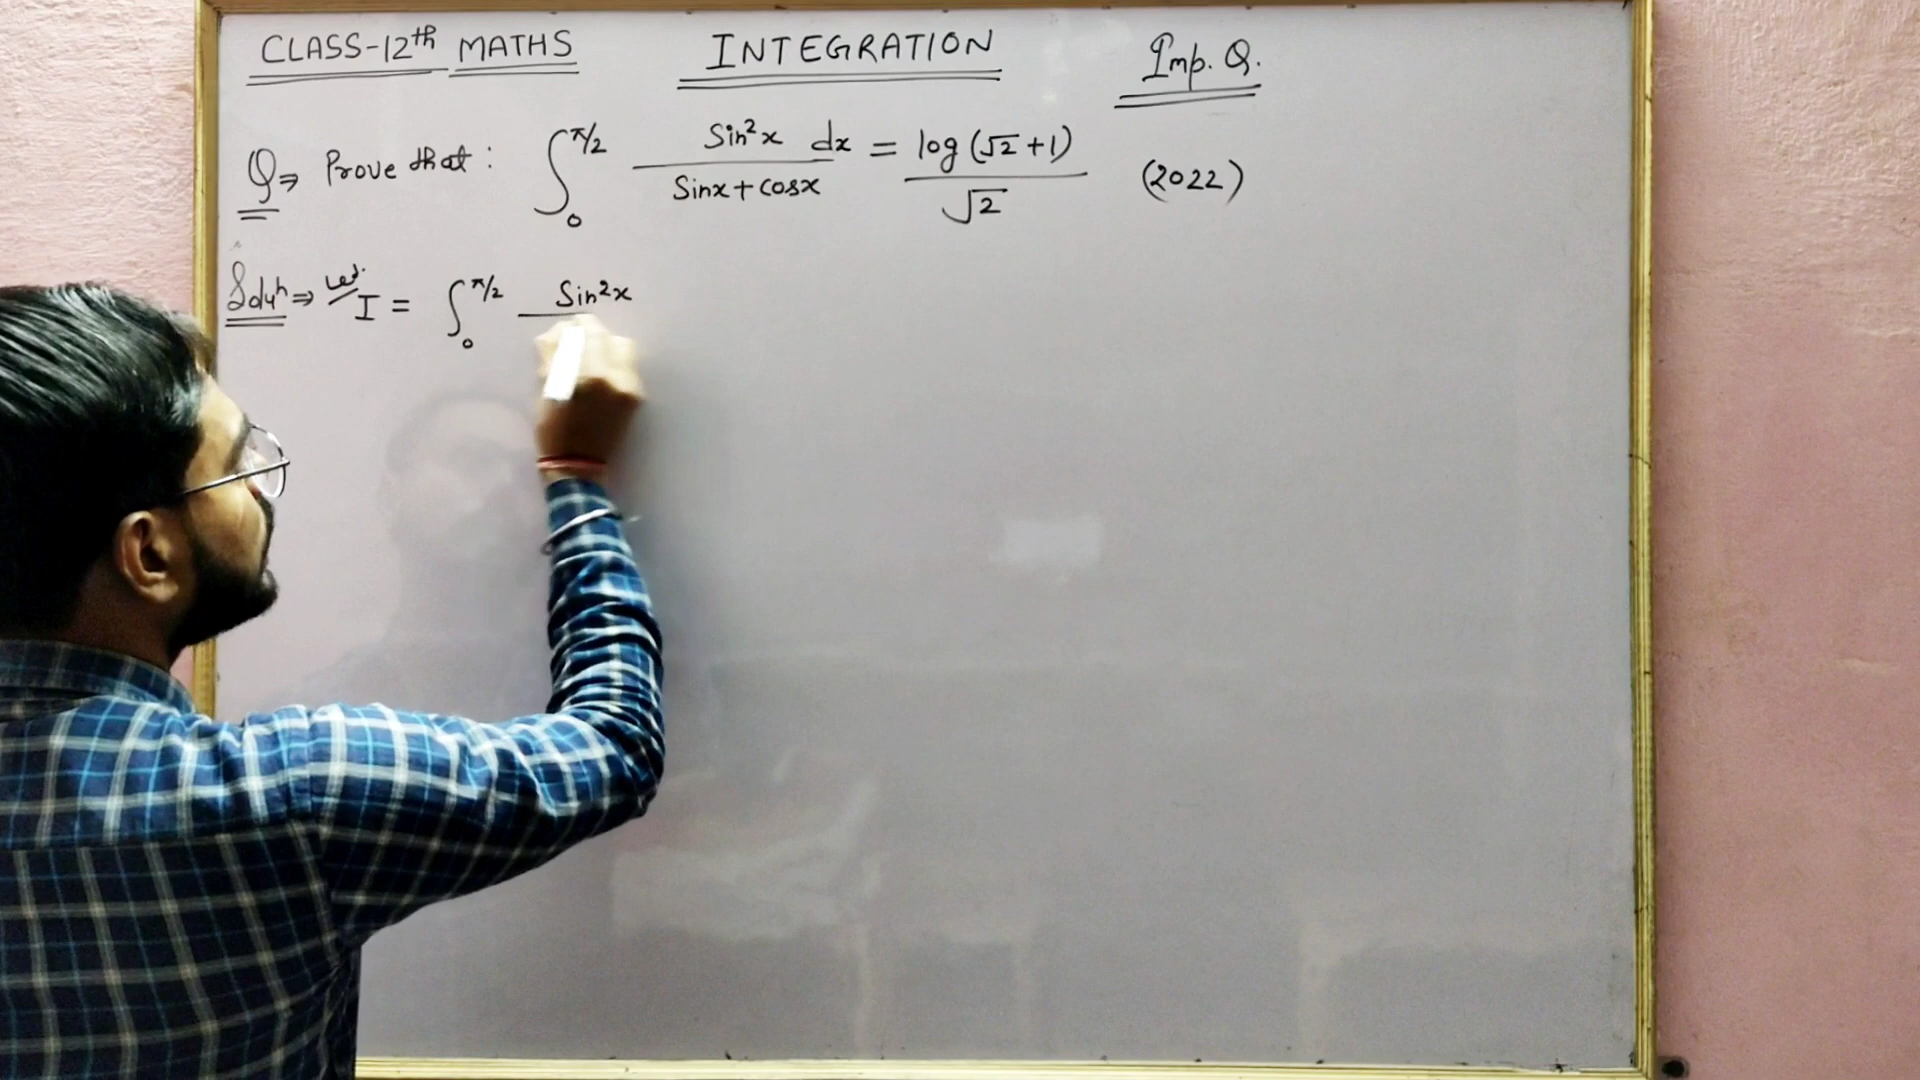 CLASS-12th MATHS INTEGRATION Imp. Q.
Q⇒ Prove that: ∫₀^π/2 Sin²x dx / Sinx+cosx = log(√2+1) / √2 (2022)
Soluⁿ⇒ Let I = ∫₀^π/2 Sin²x